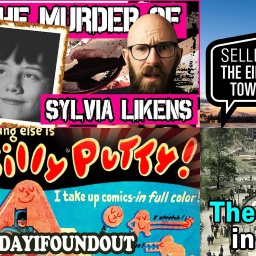 THE MURDER OF
SYLVIA LIKENS
SELL
THE EI
TOW
ng else is
Silly Putty!
I take up comics-in full color
DAYIFOUNDOUT
The
in